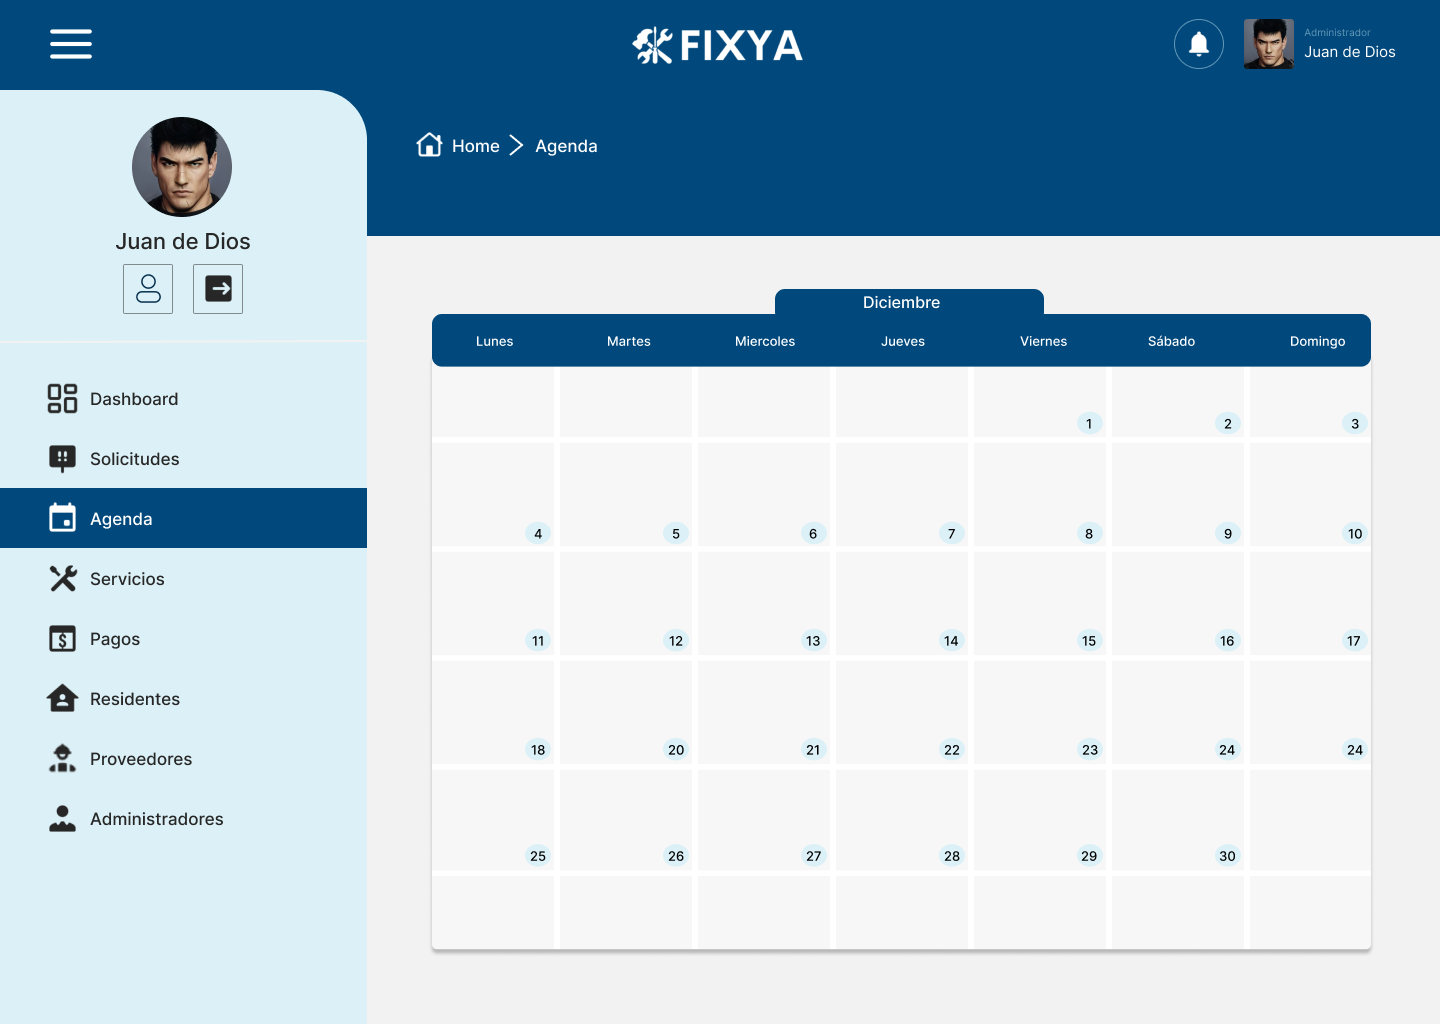 FIXYA
Administrador
Juan de Dios
Home Agenda
Juan de Dios
Dashboard
Solicitudes
Agenda
Servicios
Pagos
Residentes
Proveedores
Administradores
Diciembre
Lunes Martes Miercoles Jueves Viernes Sábado Domingo
1 2 3
4 5 6 7 8 9 10
11 12 13 14 15 16 17
18 20 21 22 23 24 24
25 26 27 28 29 30